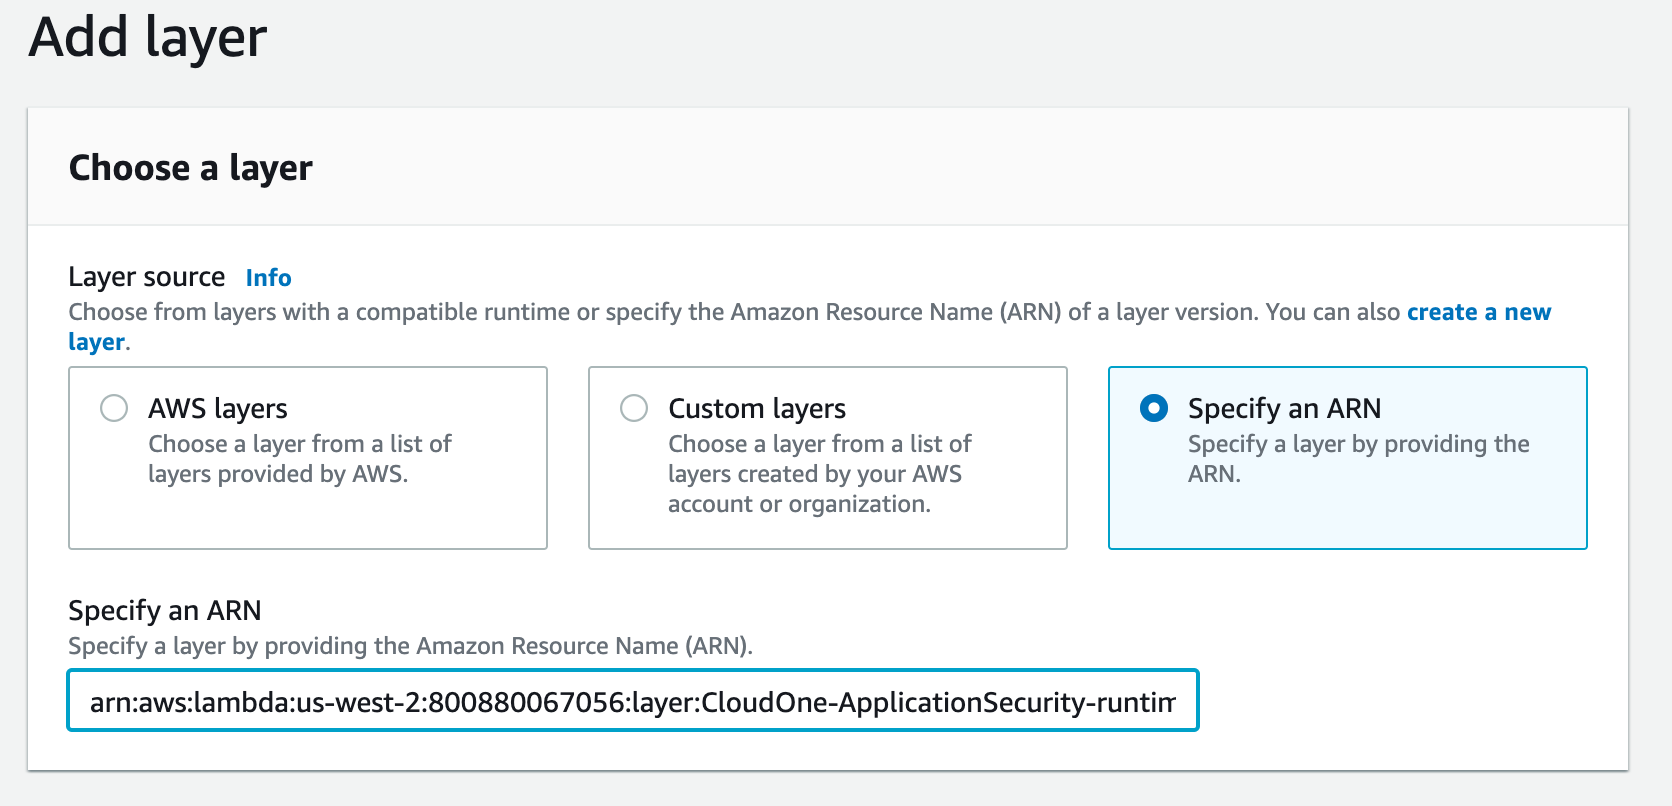 Add layer
Choose a layer
Layer source Info
Choose from layers with a compatible runtime or specify the Amazon Resource Name (ARN) of a layer version. You can also create a new
layer.
AWS layers
Choose a layer from a list of
layers provided by AWS.
Custom layers
Choose a layer from a list of
layers created by your AWS
account or organization.
Specify an ARN
Specify a layer by providing the
ARN.
Specify an ARN
Specify a layer by providing the Amazon Resource Name (ARN).
arn:aws:lambda:us-west-2:800880067056:layer:CloudOne-ApplicationSecurity-runtim